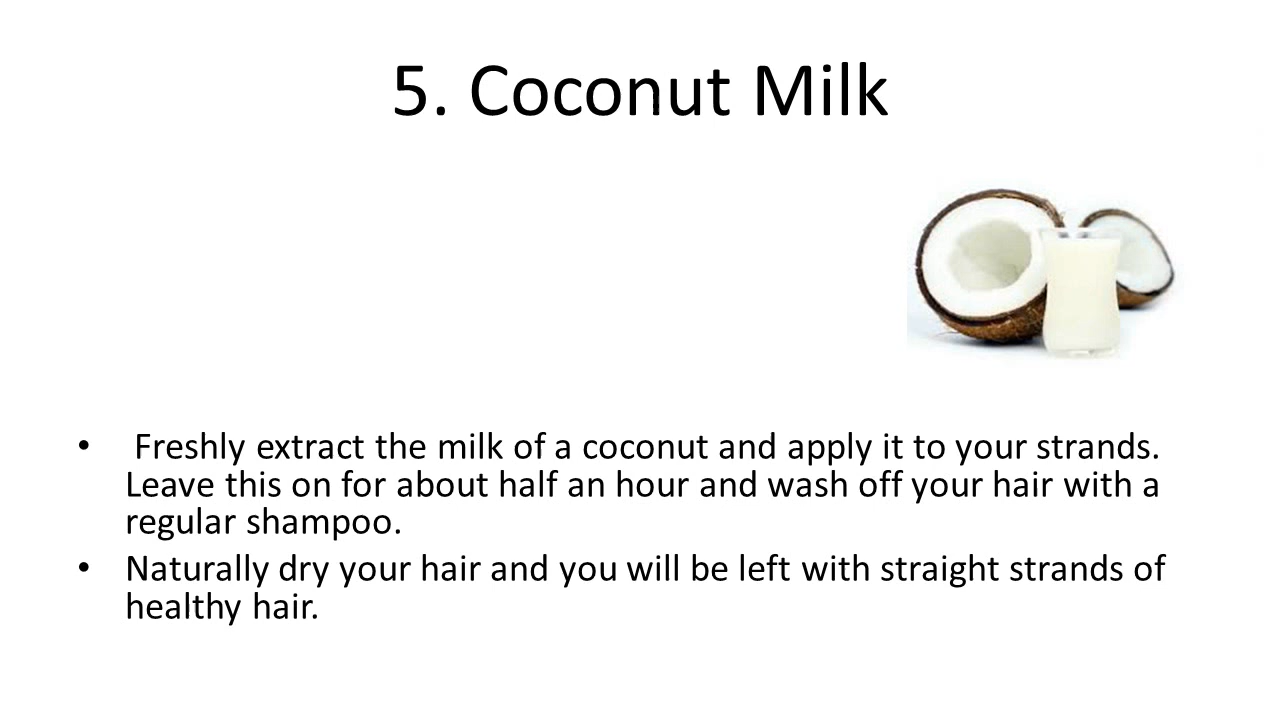 5. Coconut Milk
• Freshly extract the milk of a coconut and apply it to your strands.
Leave this on for about half an hour and wash off your hair with a
regular shampoo.
• Naturally dry your hair and you will be left with straight strands of
healthy hair.